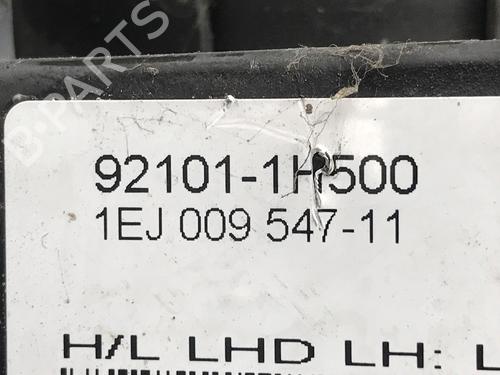 B-PARTS
92101-1H500
1EJ 009 547-11
H/L LHD LH: L